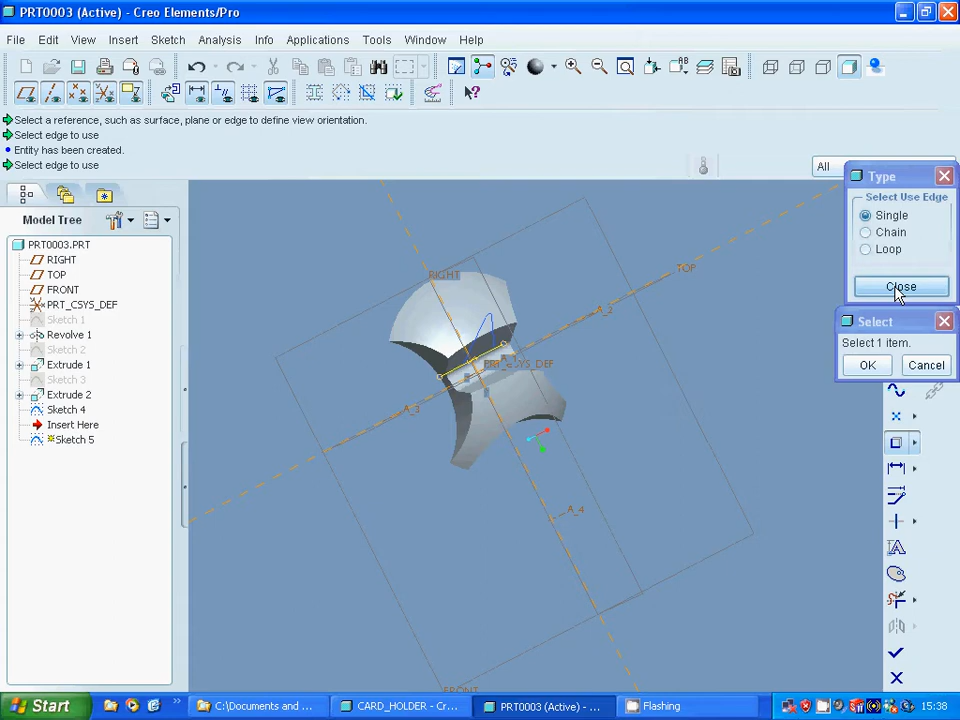 PRT0003 (Active) - Creo Elements/Pro
File Edit View Insert Sketch Analysis Info Applications Tools Window Help
Select a reference, such as surface, plane or edge to define view orientation.
Select edge to use
Entity has been created.
Select edge to use
All
Type
Select Use Edge
Single
Chain
Loop
Close
Select
Select 1 item.
OK Cancel
Model Tree
PRT0003.PRT
RIGHT
TOP
FRONT
PRT_CSYS_DEF
Sketch 1
Revolve 1
Sketch 2
Extrude 1
Sketch 3
Extrude 2
Sketch 4
Insert Here
Sketch 5
RIGHT
TOP
A_2
PRT_CSYS_DEF
A_3
A_4
FRONT
Start
C:\Documents and ...
CARD_HOLDER - Cr...
PRT0003 (Active) - ...
Flashing
15:38